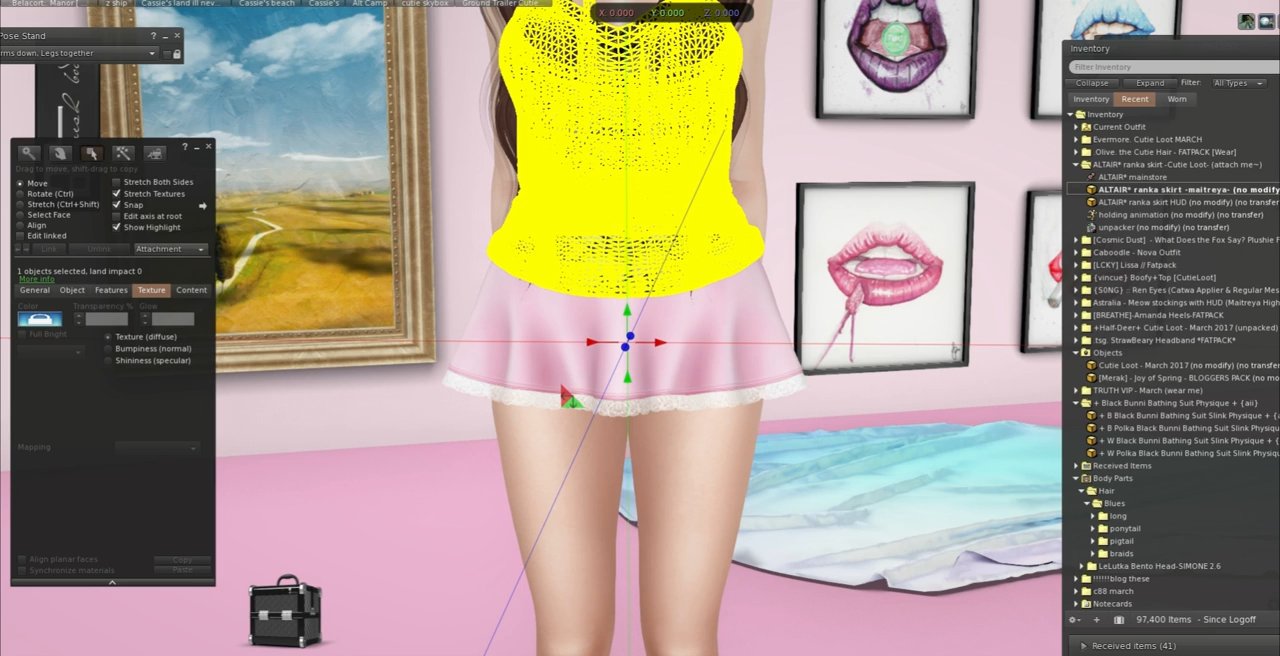 Belacort. Manor [ ...
z ship
Cassie's land ill nev...
Cassie's beach
Cassie's
Alt Camp
cutie skybox
Ground Trailer Cutie
X: 0.000 Y: 0.000 Z: 0.000
Pose Stand
? _ ×
rms down. Legs together
? _ ×
Drag to move, shift-drag to copy
Move
Rotate (Ctrl)
Stretch (Ctrl+Shift)
Select Face
Align
Edit linked
Stretch Both Sides
Stretch Textures
Snap
Edit axis at root
Show Highlight
Link
Unlink
Attachment
1 objects selected, land impact 0
More info
General Object Features Texture Content
Color Transparency % Glow
Full Bright
Texture (diffuse)
Bumpiness (normal)
Shininess (specular)
Mapping
Align planar faces
Synchronize materials
Copy
Paste
Inventory
Filter Inventory
Collapse Expand Filter: All Types
Inventory Recent Worn
Inventory
Current Outfit
Evermore. Cutie Loot MARCH
.Olive. the Cutie Hair - FATPACK [Wear]
ALTAIR* ranka skirt -Cutie Loot- (attach me~)
ALTAIR* mainstore
ALTAIR* ranka skirt -maitreya- (no modify
ALTAIR* ranka skirt HUD (no modify) (no transfer
holding animation (no modify) (no transfer)
unpacker (no modify) (no transfer)
[Cosmic Dust] - What Does the Fox Say? Plushie F
Caboodle - Nova Outfit
[LCKY] Lissa // Fatpack
{vincue} Boofy+Top [CutieLoot]
{S0NG} :: Ren Eyes (Catwa Applier & Regular Mes
Astralia - Meow stockings with HUD (Maitreya High
[BREATHE]-Amanda Heels-FATPACK
+Half-Deer+ Cutie Loot - March 2017 (unpacked)
.tsg. StrawBeary Headband *FATPACK*
Objects
Cutie Loot - March 2017 (no modify) (no transfer
[Merak] - Joy of Spring - BLOGGERS PACK (no mo
TRUTH VIP - March (wear me)
+ Black Bunni Bathing Suit Physique + {aii}
+ B Black Bunni Bathing Suit Slink Physique + {a
+ B Polka Black Bunni Bathing Suit Slink Physiqu
+ W Black Bunni Bathing Suit Slink Physique + {
+ W Polka Black Bunni Bathing Suit Slink Physiqu
Received Items
Body Parts
Hair
Blues
long
ponytail
pigtail
braids
LeLutka Bento Head-SIMONE 2.6
!!!!!!blog these
c88 march
Notecards
97,400 Items - Since Logoff
Received items (41)